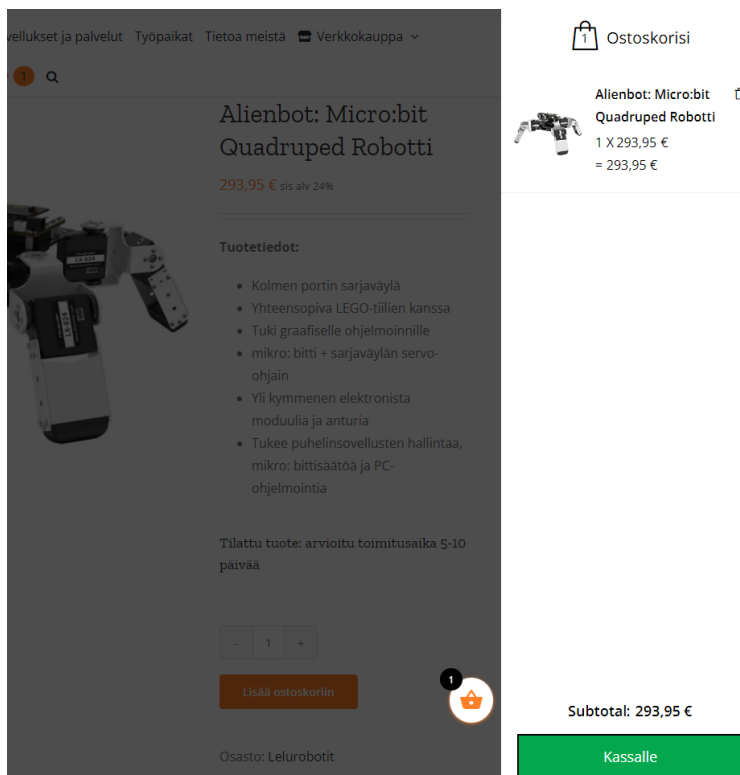 vellukset ja palvelut Työpaikat Tietoa meistä Verkkokauppa
1
Alienbot: Micro:bit
Quadruped Robotti
293,95 € sis alv 24%
Tuotetiedot:
Kolmen portin sarjaväylä
Yhteensopiva LEGO-tiilien kanssa
Tuki graafiselle ohjelmoinnille
mikro: bitti + sarjaväylän servo-
ohjain
Yli kymmenen elektronista
moduulia ja anturia
Tukee puhelinsovellusten hallintaa,
mikro: bittisäätöä ja PC-
ohjelmointia
Tilattu tuote: arvioitu toimitusaika 5-10
päivää
- 1 +
Lisää ostoskoriin
Osasto: Lelurobotit
LX-824
LX-824
1
1 Ostoskorisi
Alienbot: Micro:bit
Quadruped Robotti
1 X 293,95 €
= 293,95 €
Subtotal: 293,95 €
Kassalle